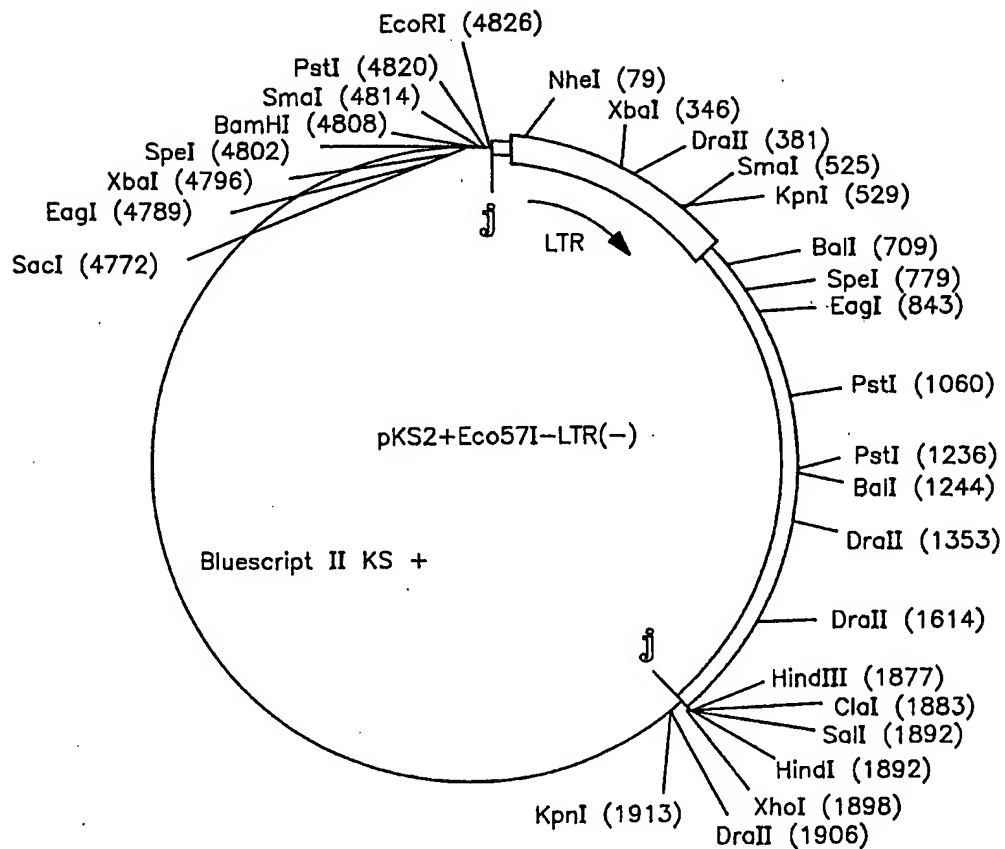 EcoRI (4826)
PstI (4820)
SmaI (4814)
BamHI (4808)
SpeI (4802)
XbaI (4796)
EagI (4789)
SacI (4772)
NheI (79)
XbaI (346)
DraII (381)
SmaI (525)
KpnI (529)
j
LTR
BalI (709)
SpeI (779)
EagI (843)
PstI (1060)
pKS2+Eco57I-LTR(-)
PstI (1236)
BalI (1244)
DraII (1353)
Bluescript II KS +
DraII (1614)
j
HindIII (1877)
ClaI (1883)
SalI (1892)
HindI (1892)
XhoI (1898)
KpnI (1913)
DraII (1906)